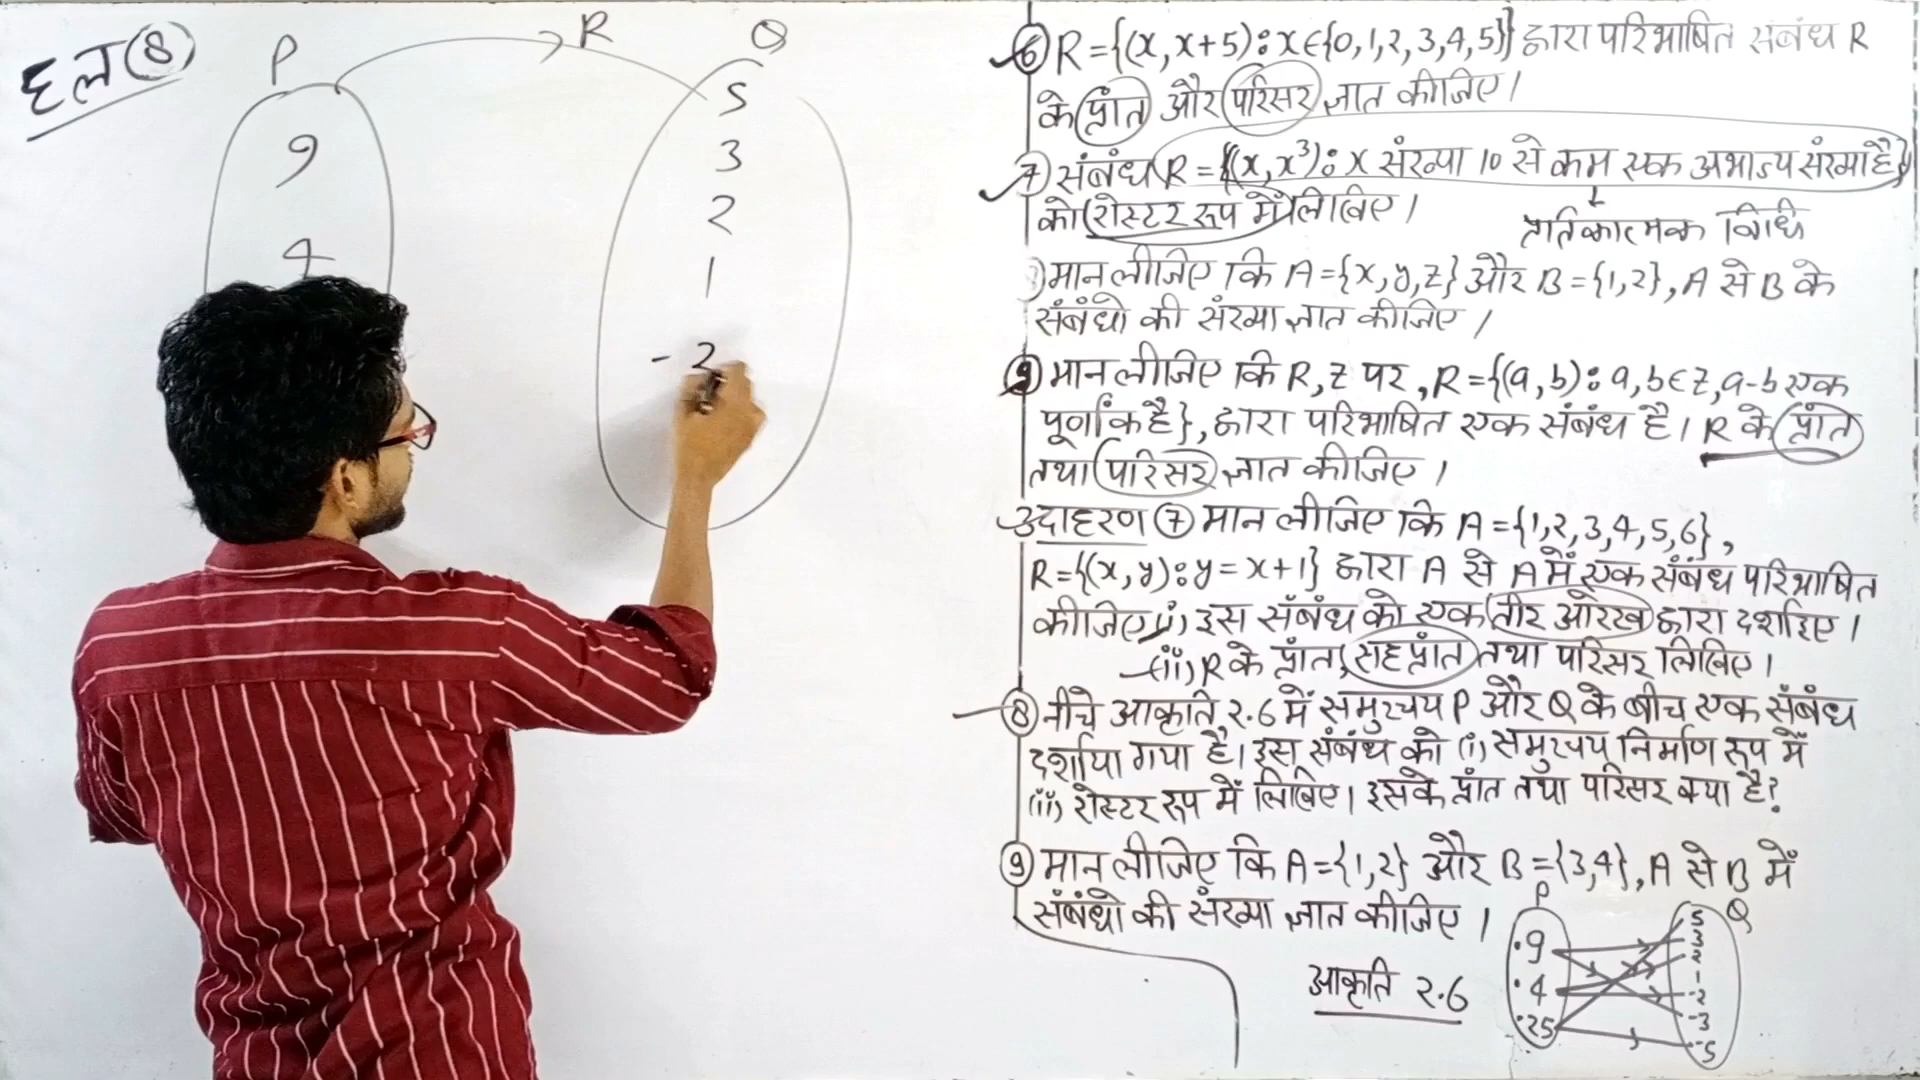 हल (8)
P
R
Q
9
4
5
3
2
1
-2
(6) R={(x, x+5):x∈{0,1,2,3,4,5}} द्वारा परिभाषित संबंध R
के प्रांत और परिसर ज्ञात कीजिए।
(7) संबंध R={(x,x³): x संख्या 10 से कम एक अभाज्य संख्या है}
को रोस्टर रूप में लिखिए।
प्रतिकात्मक विधि
मान लीजिए कि A={x,y,z} और B={1,2}, A से B के
संबंधों की संख्या ज्ञात कीजिए।
(9) मान लीजिए कि R, Z पर, R={(a,b): a,b∈Z, a-b एक
पूर्णांक है}, द्वारा परिभाषित एक संबंध है। R के प्रांत
तथा परिसर ज्ञात कीजिए।
उदाहरण (7) मान लीजिए कि A={1,2,3,4,5,6},
R={(x,y):y=x+1} द्वारा A से A में एक संबंध परिभाषित
कीजिए (i) इस संबंध को एक तीर आरेख द्वारा दर्शाइए।
(ii) R के प्रांत, सहप्रांत तथा परिसर लिखिए।
(8) नीचे आकृति 2.6 में समुच्चय P और Q के बीच एक संबंध
दर्शाया गया है। इस संबंध को (i) समुच्चय निर्माण रूप में
(ii) रोस्टर रूप में लिखिए। इसके प्रांत तथा परिसर क्या है?
(9) मान लीजिए कि A={1,2} और B={3,4}, A से B में
संबंधों की संख्या ज्ञात कीजिए।
आकृति 2.6
P
Q
.9
.4
.25
5
3
2
1
-2
-3
-5